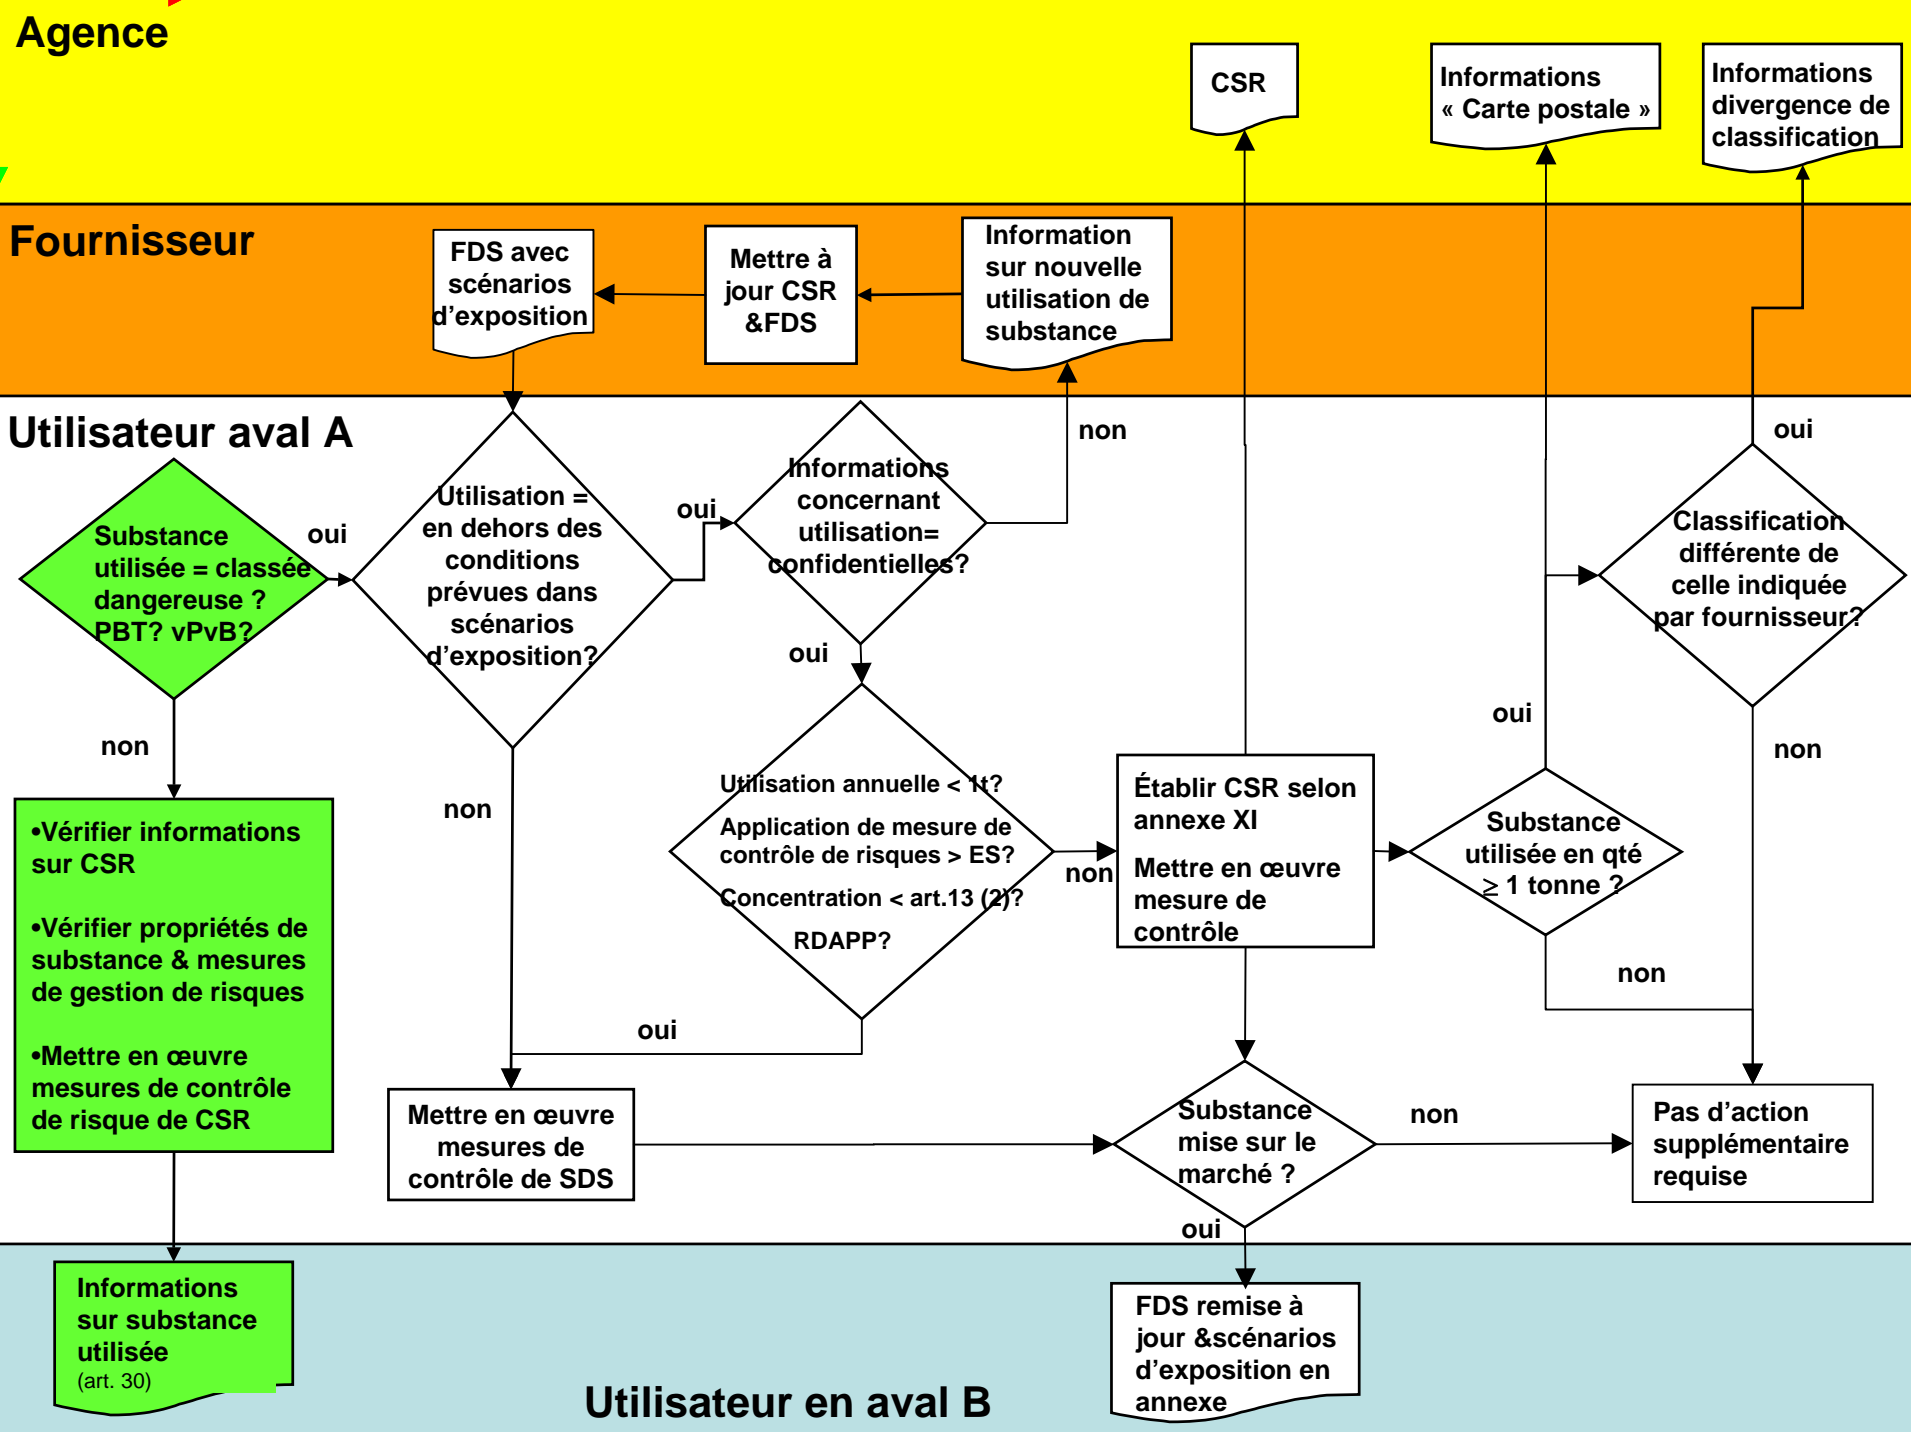 Agence
CSR
Informations
« Carte postale »
Informations
divergence de
classification
Fournisseur
FDS avec
scénarios
d’exposition
Mettre à
jour CSR
&FDS
Information
sur nouvelle
utilisation de
substance
Utilisateur aval A
Substance
utilisée = classée
dangereuse ?
PBT? vPvB?
oui
non
Utilisation =
en dehors des
conditions
prévues dans
scénarios
d’exposition?
oui
non
Informations
concernant
utilisation=
confidentielles?
non
oui
Utilisation annuelle < 1t?
Application de mesure de
contrôle de risques > ES?
Concentration < art.13 (2)?
RDAPP?
non
oui
Établir CSR selon
annexe XI
Mettre en œuvre
mesure de
contrôle
Substance
utilisée en qté
≥ 1 tonne ?
oui
non
Classification
différente de
celle indiquée
par fournisseur?
oui
non
•Vérifier informations
sur CSR
•Vérifier propriétés de
substance & mesures
de gestion de risques
•Mettre en œuvre
mesures de contrôle
de risque de CSR
Mettre en œuvre
mesures de
contrôle de SDS
Substance
mise sur le
marché ?
non
oui
Pas d’action
supplémentaire
requise
Informations
sur substance
utilisée
(art. 30)
FDS remise à
jour &scénarios
d’exposition en
annexe
Utilisateur en aval B